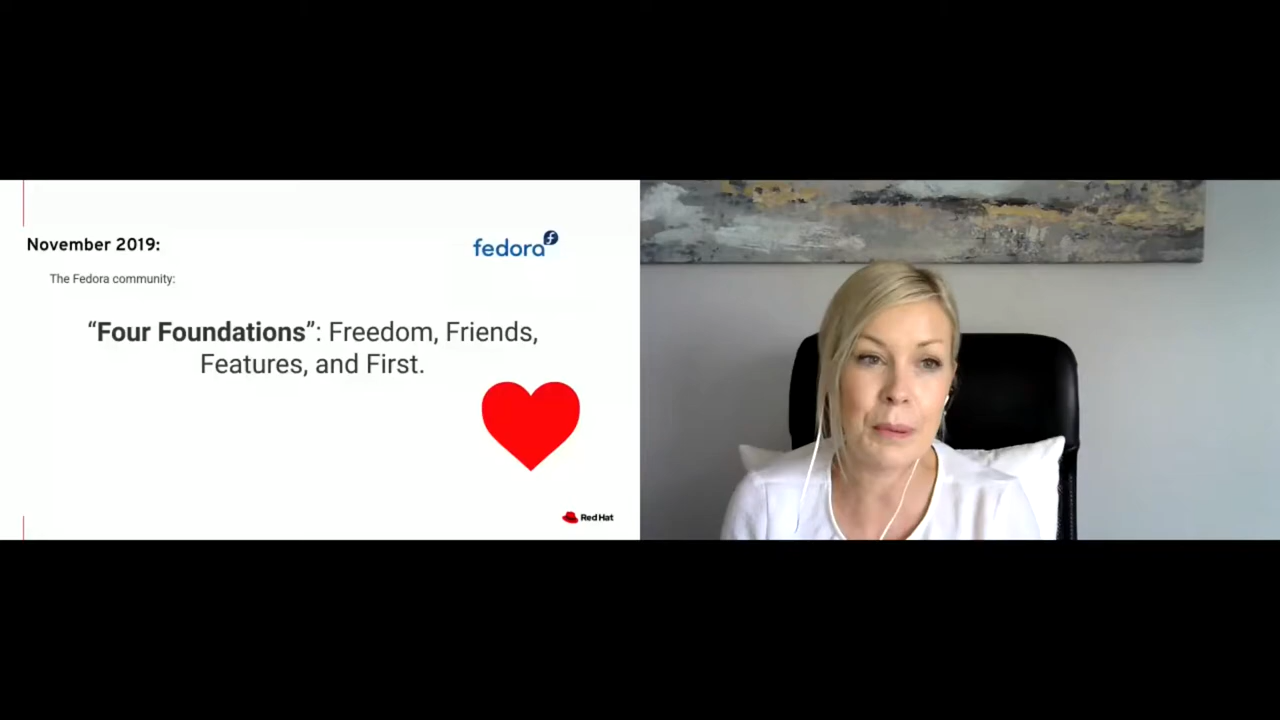 November 2019:
fedora
The Fedora community:
“Four Foundations”: Freedom, Friends,
Features, and First.
Red Hat